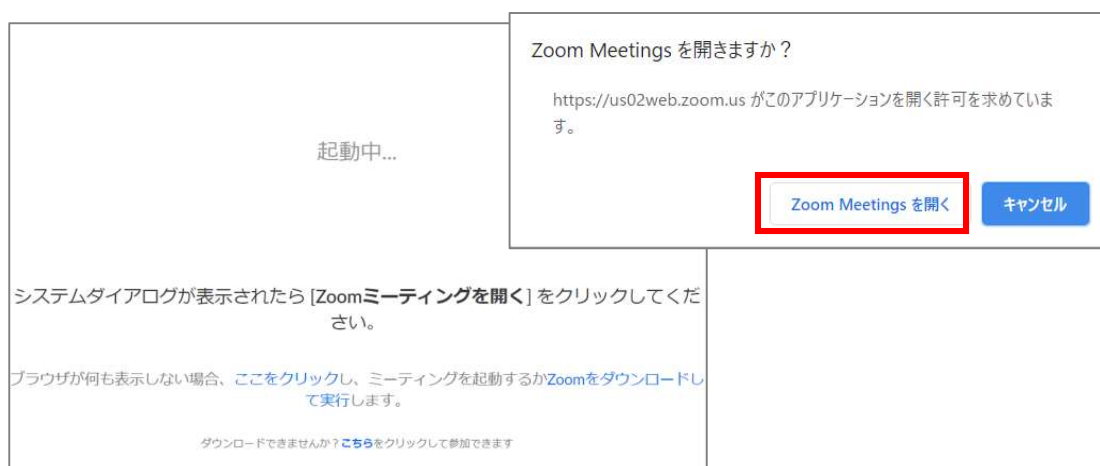 Zoom Meetings を開きますか？
https://us02web.zoom.us がこのアプリケーションを開く許可を求めていま
す。
Zoom Meetings を開く
キャンセル
起動中...
システムダイアログが表示されたら [Zoomミーティングを開く] をクリックしてくだ
さい。
ブラウザが何も表示しない場合、ここをクリックし、ミーティングを起動するかZoomをダウンロードし
て実行します。
ダウンロードできませんか？こちらをクリックして参加できます